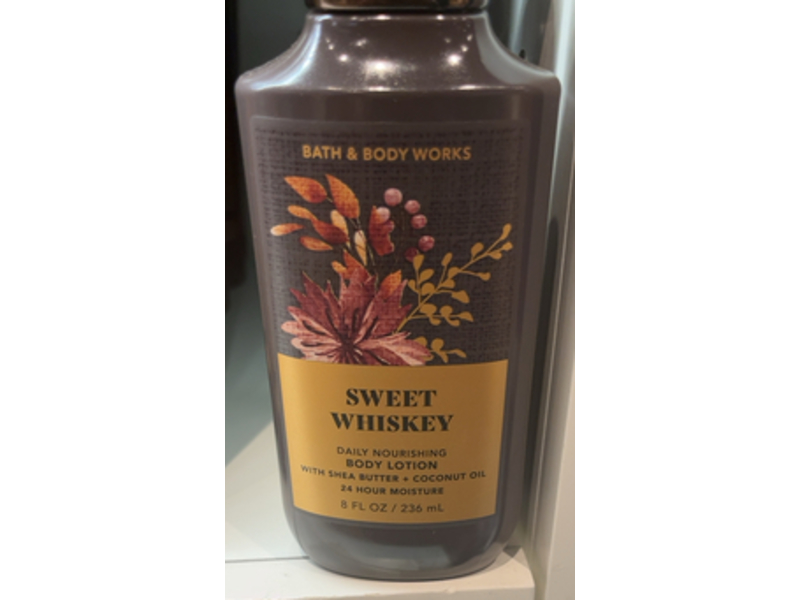 BATH & BODY WORKS
SWEET
WHISKEY
DAILY NOURISHING
BODY LOTION
WITH SHEA BUTTER + COCONUT OIL
24 HOUR MOISTURE
8 FL OZ / 236 mL